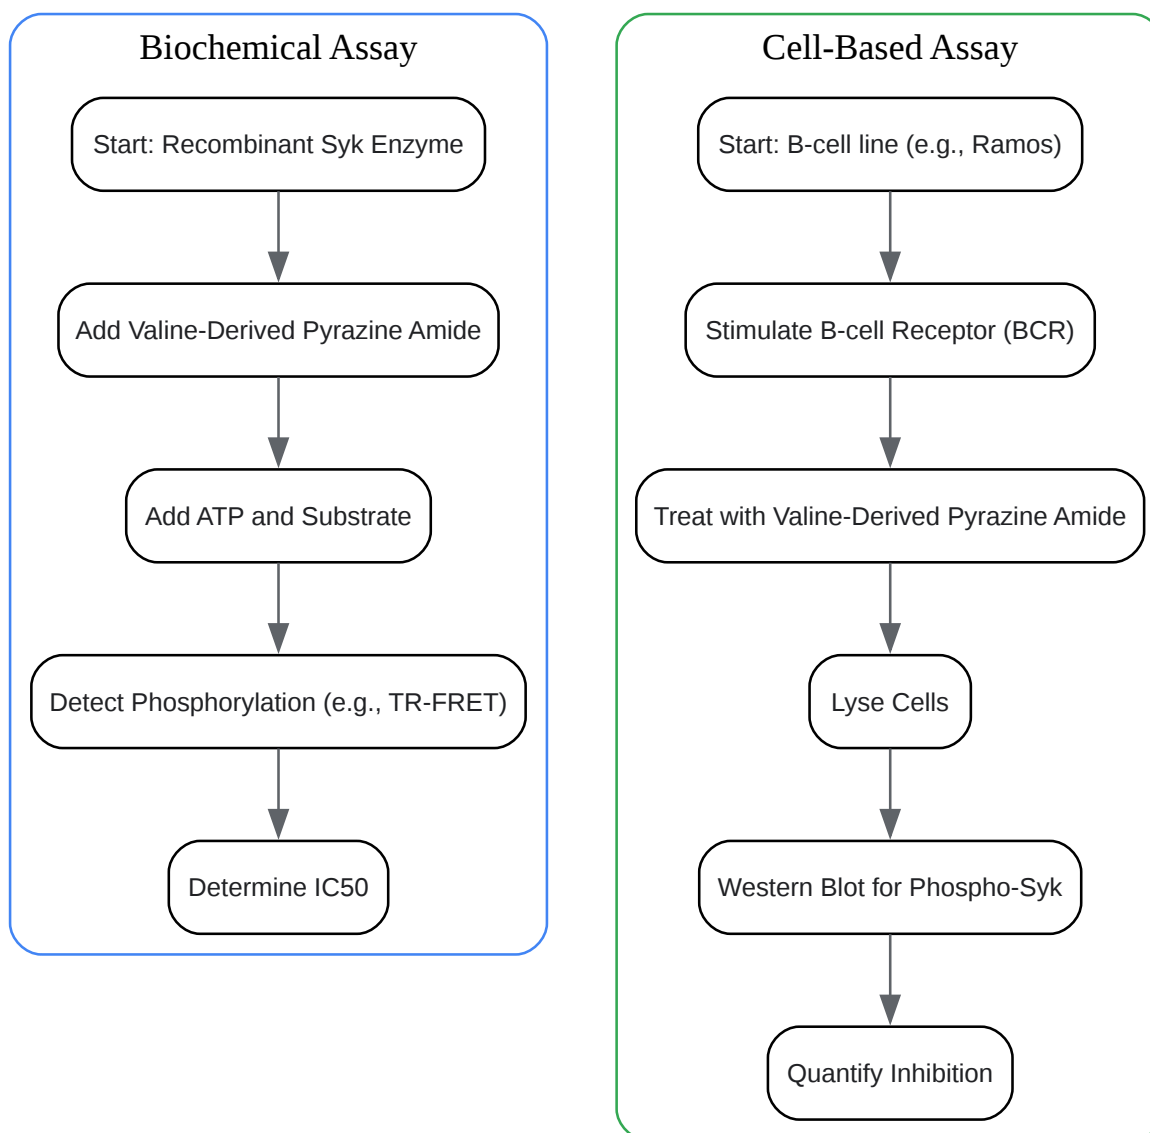 Biochemical Assay
Start: Recombinant Syk Enzyme
Add Valine-Derived Pyrazine Amide
Add ATP and Substrate
Detect Phosphorylation (e.g., TR-FRET)
Determine IC50
Cell-Based Assay
Start: B-cell line (e.g., Ramos)
Stimulate B-cell Receptor (BCR)
Treat with Valine-Derived Pyrazine Amide
Lyse Cells
Western Blot for Phospho-Syk
Quantify Inhibition